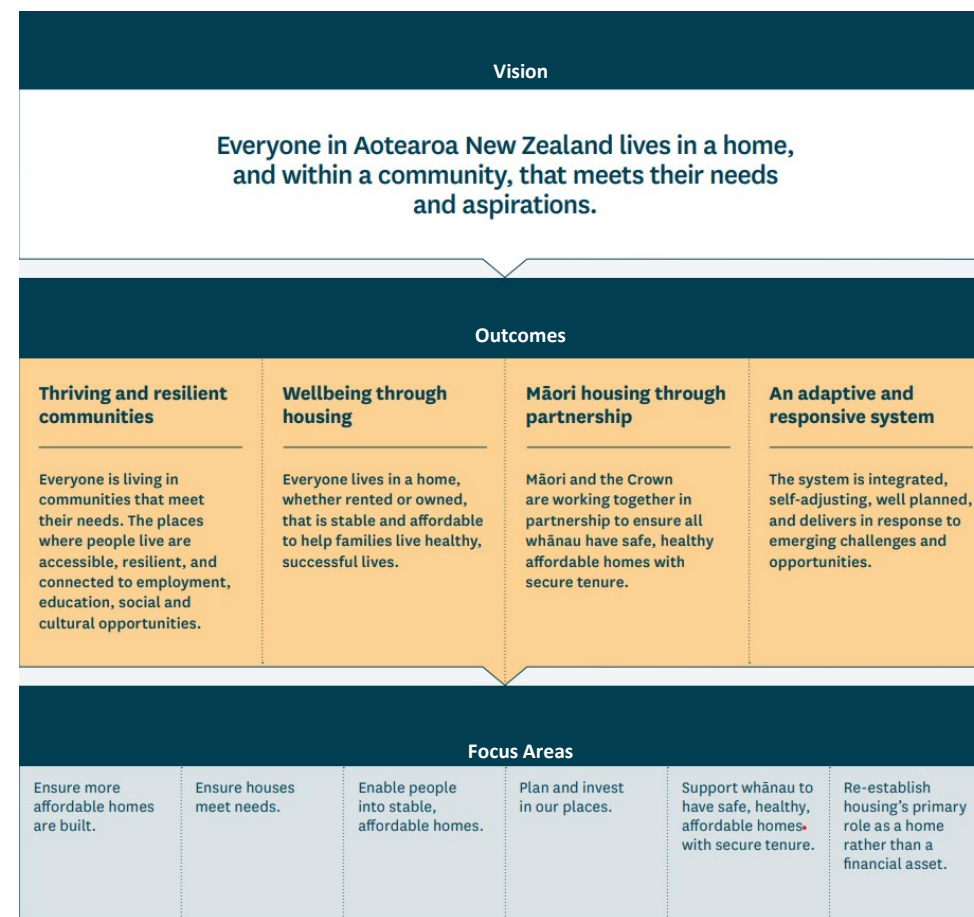 Vision
Everyone in Aotearoa New Zealand lives in a home,
and within a community, that meets their needs
and aspirations.
Outcomes
Thriving and resilient
communities
Everyone is living in
communities that meet
their needs. The places
where people live are
accessible, resilient, and
connected to employment,
education, social and
cultural opportunities.
Wellbeing through
housing
Everyone lives in a home,
whether rented or owned,
that is stable and affordable
to help families live healthy,
successful lives.
Māori housing through
partnership
Māori and the Crown
are working together in
partnership to ensure all
whānau have safe, healthy
affordable homes with
secure tenure.
An adaptive and
responsive system
The system is integrated,
self-adjusting, well planned,
and delivers in response to
emerging challenges and
opportunities.
Focus Areas
Ensure more
affordable homes
are built.
Ensure houses
meet needs.
Enable people
into stable,
affordable homes.
Plan and invest
in our places.
Support whānau to
have safe, healthy,
affordable homes
with secure tenure.
Re-establish
housing's primary
role as a home
rather than a
financial asset.